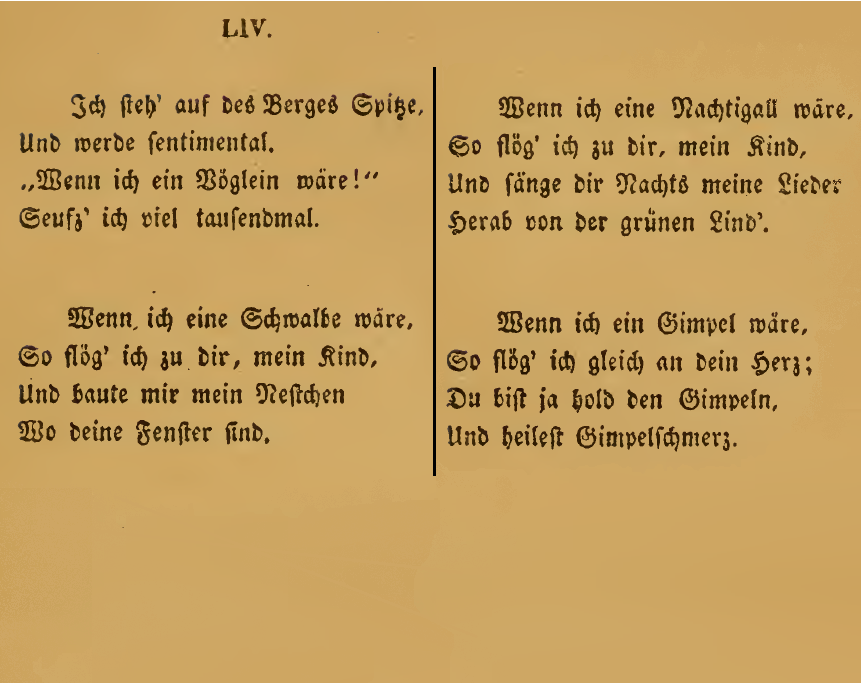 LIV.
Ich steh' auf des Berges Spitze,
Und werde sentimental.
„Wenn ich ein Vöglein wäre!“
Seufz' ich viel tausendmal.
Wenn ich eine Schwalbe wäre,
So flög' ich zu dir, mein Kind,
Und baute mir mein Nestchen
Wo deine Fenster sind.
Wenn ich eine Nachtigall wäre,
So flög' ich zu dir, mein Kind,
Und sänge dir Nachts meine Lieder
Herab von der grünen Lind'.
Wenn ich ein Gimpel wäre,
So flög' ich gleich an dein Herz;
Du bist ja hold den Gimpeln,
Und heilest Gimpelschmerz.